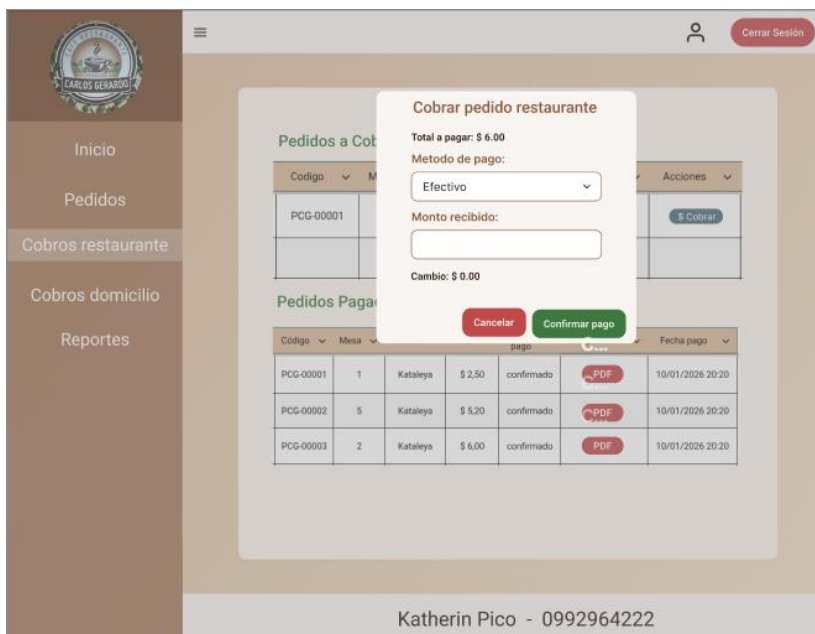 CAFE RESTAURANTE
CARLOS GERARDO
Cerrar Sesión
Inicio
Pedidos
Cobros restaurante
Cobros domicilio
Reportes
Cobrar pedido restaurante
Total a pagar: $ 6.00
Metodo de pago:
Efectivo
Monto recibido:
Cambio: $ 0.00
Cancelar
Confirmar pago
Pedidos a Cob
Codigo M Acciones
PCG-00001 $ Cobrar
Pedidos Pagad
Código Mesa pago C... Fecha pago
PCG-00001 1 Kataleya $ 2,50 confirmado PDF 10/01/2026 20:20
PCG-00002 5 Kataleya $ 5,20 confirmado PDF 10/01/2026 20:20
PCG-00003 2 Kataleya $ 6,00 confirmado PDF 10/01/2026 20:20
Katherin Pico - 0992964222